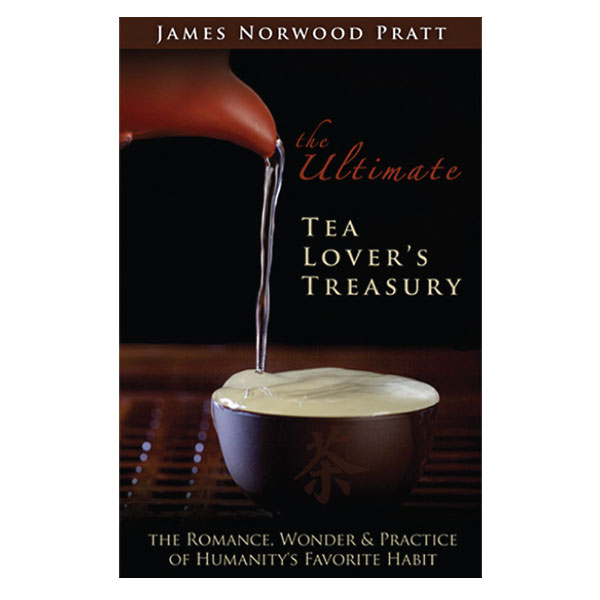 JAMES NORWOOD PRATT
the
Ultimate
TEA
LOVER'S
TREASURY
茶
THE ROMANCE, WONDER & PRACTICE
OF HUMANITY'S FAVORITE HABIT